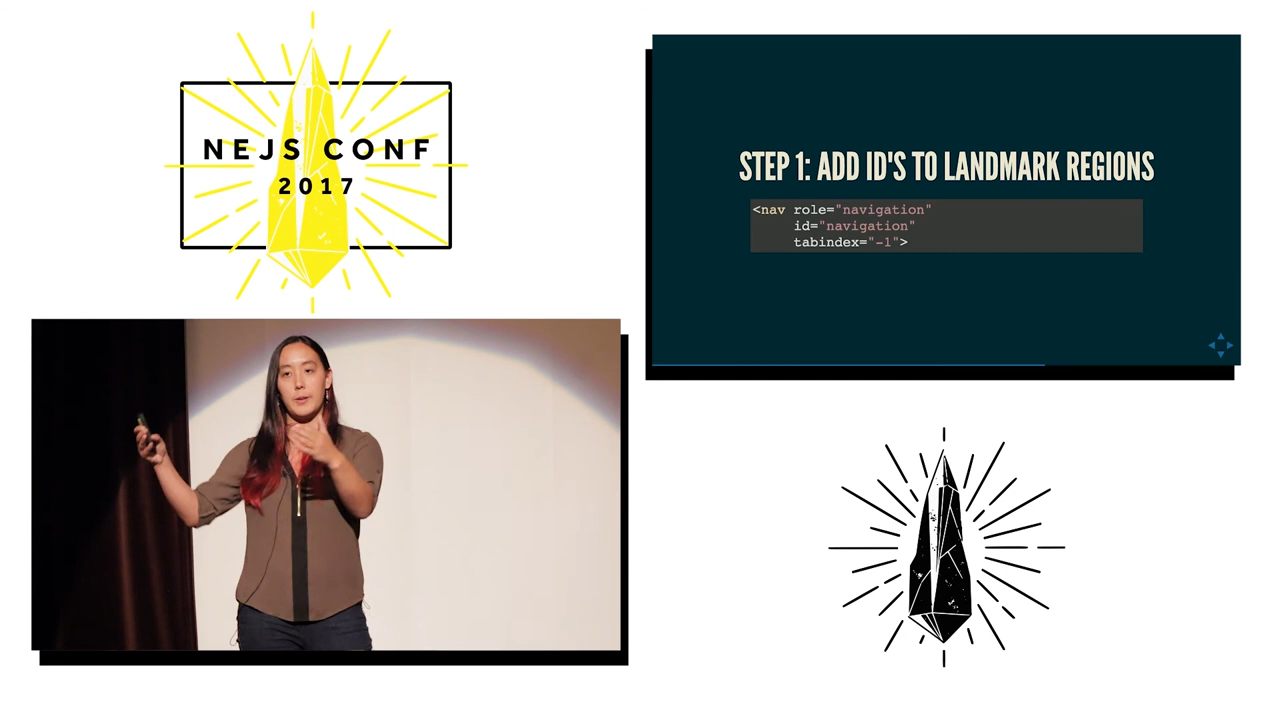 NEJS CONF
2017
STEP 1: ADD ID'S TO LANDMARK REGIONS
<nav role="navigation"
id="navigation"
tabindex="-1">